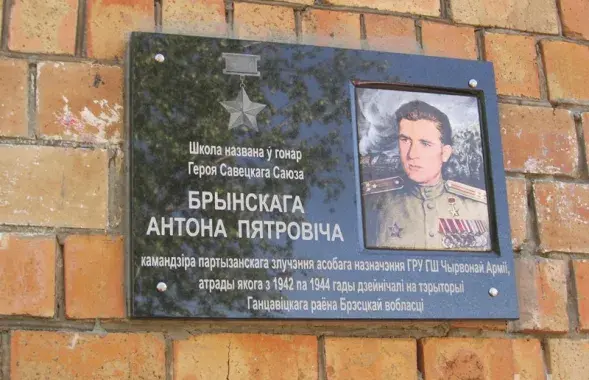 Школа названа ў гонар
Героя Савецкага Саюза
БРЫНСКАГА
АНТОНА ПЯТРОВІЧА
камандзіра партызанскага злучэння асобага назначэння ГРУ ГШ Чырвонай Арміі,
атрады якога з 1942 па 1944 гады дзейнічалі на тэрыторыі
Ганцавіцкага раёна Брэсцкай вобласці